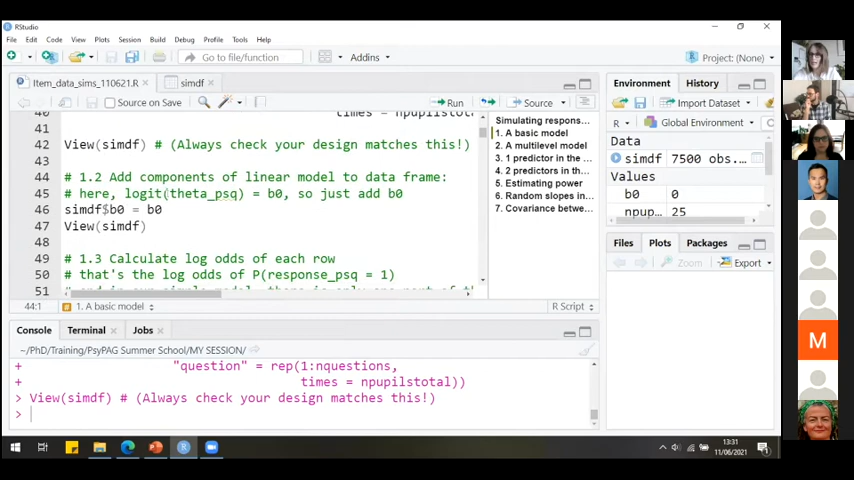 RStudio
File Edit Code View Plots Session Build Debug Profile Tools Help
Go to file/function
Addins
Project: (None)
Item_data_sims_110621.R
simdf
Source on Save
Run
Source
40 times = npupilstota
41
42 View(simdf) # (Always check your design matches this!)
43
44 # 1.2 Add components of linear model to data frame:
45 # here, logit(theta_psq) = b0, so just add b0
46 simdf$b0 = b0
47 View(simdf)
48
49 # 1.3 Calculate log odds of each row
50 # that's the log odds of P(response_psq = 1)
51
44:1
1. A basic model
R Script
Simulating respons...
1. A basic model
2. A multilevel model
3. 1 predictor in the ...
4. 2 predictors in th...
5. Estimating power
6. Random slopes in...
7. Covariance betwe...
Console Terminal Jobs
~/PhD/Training/PsyPAG Summer School/MY SESSION/
+ "question" = rep(1:nquestions,
+ times = npupilstotal))
> View(simdf) # (Always check your design matches this!)
>
Environment History
Import Dataset
R
Global Environment
Data
simdf 7500 obs...
Values
b0 0
npup... 25
Files Plots Packages
Zoom
Export
M
13:31
11/06/2021